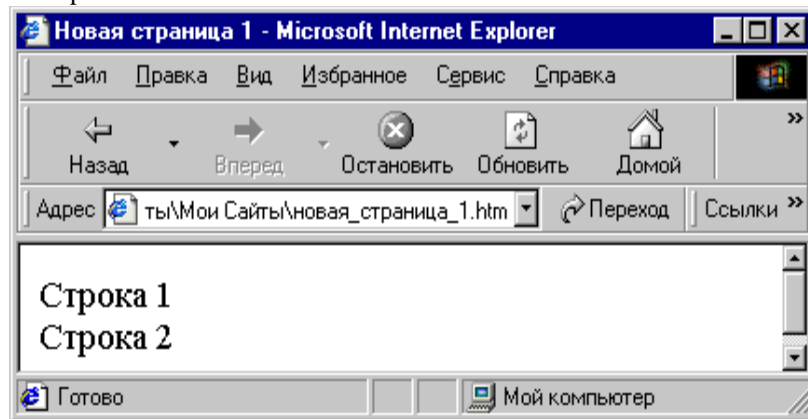 Новая страница 1 - Microsoft Internet Explorer
Файл Правка Вид Избранное Сервис Справка
»
Назад Вперед Остановить Обновить Домой
Адрес ты\Мои Сайты\новая_страница_1.htm Переход Ссылки »
Строка 1
Строка 2
Готово Мой компьютер